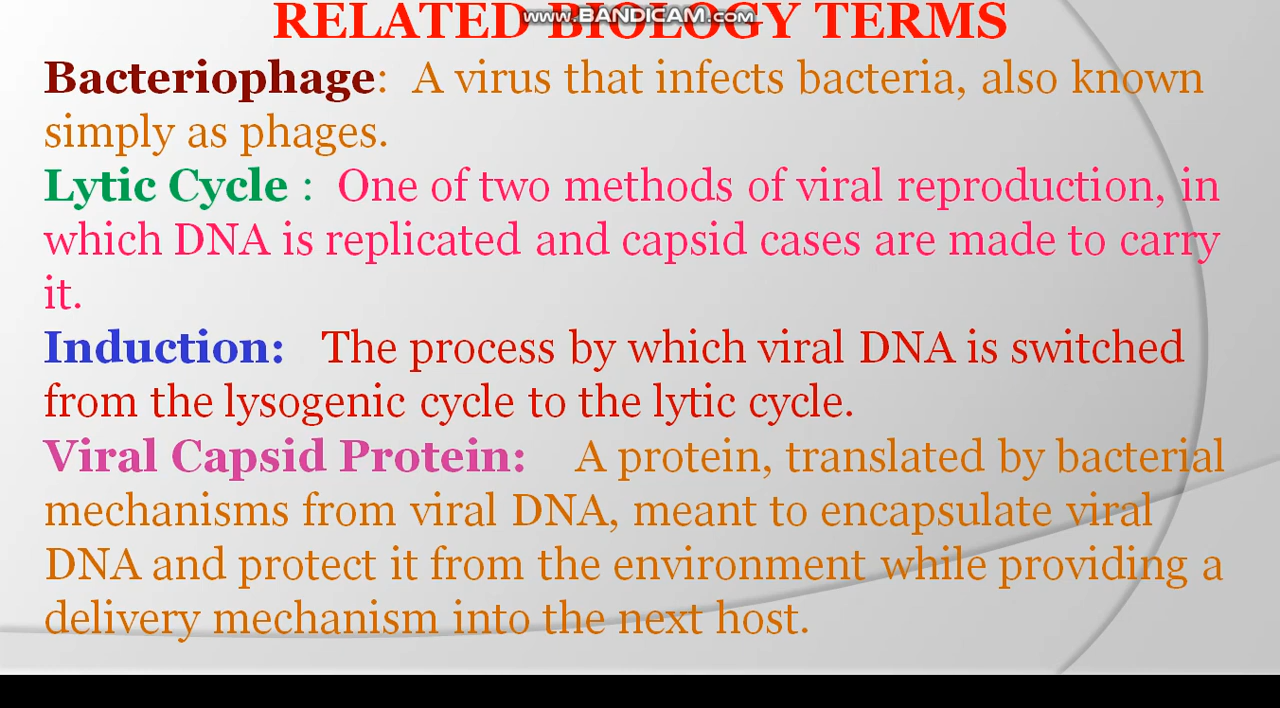 www.BANDICAM.com
RELATED BIOLOGY TERMS
Bacteriophage: A virus that infects bacteria, also known
simply as phages.
Lytic Cycle : One of two methods of viral reproduction, in
which DNA is replicated and capsid cases are made to carry
it.
Induction: The process by which viral DNA is switched
from the lysogenic cycle to the lytic cycle.
Viral Capsid Protein: A protein, translated by bacterial
mechanisms from viral DNA, meant to encapsulate viral
DNA and protect it from the environment while providing a
delivery mechanism into the next host.